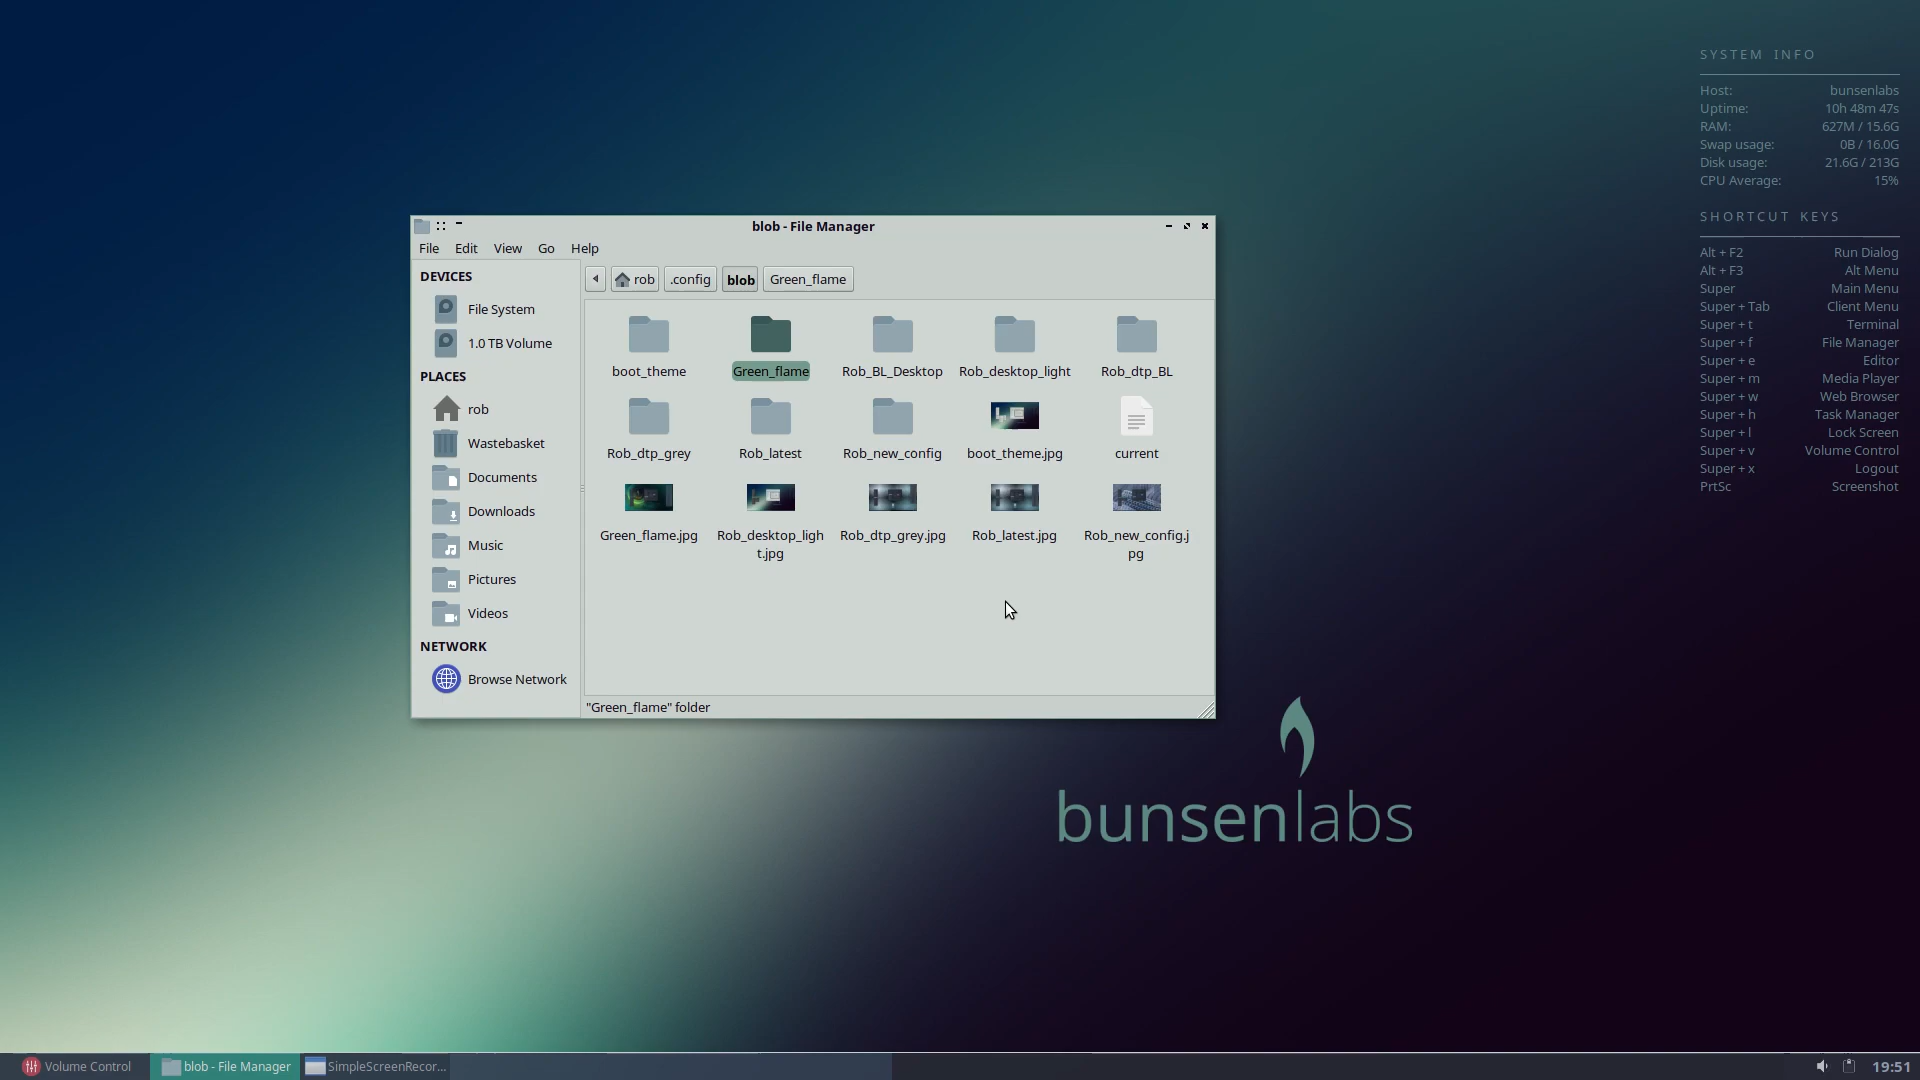 blob - File Manager
File Edit View Go Help
DEVICES
File System
1.0 TB Volume
PLACES
rob
Wastebasket
Documents
Downloads
Music
Pictures
Videos
NETWORK
Browse Network
rob .config blob Green_flame
boot_theme Green_flame Rob_BL_Desktop Rob_desktop_light Rob_dtp_BL
Rob_dtp_grey Rob_latest Rob_new_config boot_theme.jpg current
Green_flame.jpg Rob_desktop_ligh Rob_dtp_grey.jpg Rob_latest.jpg Rob_new_config.j
t.jpg pg
"Green_flame" folder
SYSTEM INFO
Host: bunsenlabs
Uptime: 10h 48m 47s
RAM: 627M / 15.6G
Swap usage: 0B / 16.0G
Disk usage: 21.6G / 213G
CPU Average: 15%
SHORTCUT KEYS
Alt + F2 Run Dialog
Alt + F3 Alt Menu
Super Main Menu
Super + Tab Client Menu
Super + t Terminal
Super + f File Manager
Super + e Editor
Super + m Media Player
Super + w Web Browser
Super + h Task Manager
Super + l Lock Screen
Super + v Volume Control
Super + x Logout
PrtSc Screenshot
bunsenlabs
Volume Control blob - File Manager SimpleScreenRecor... 19:51